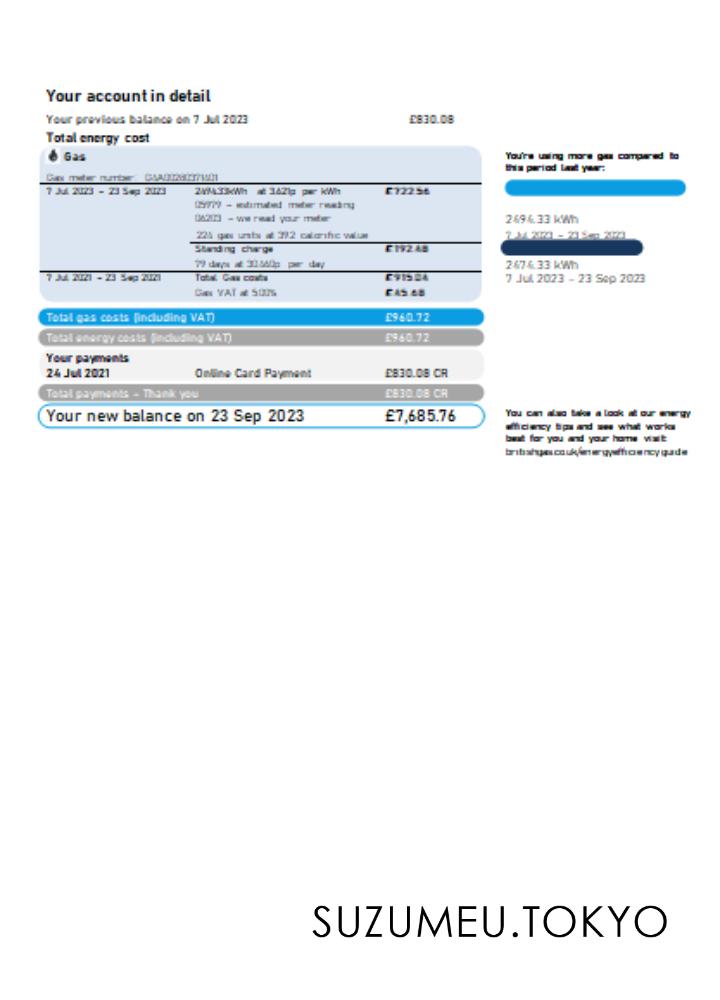 Your account in detail
Your previous balance on 7 Jul 2023 £830.08
Total energy cost
Gas
Gas meter number:
7 Jul 2023 – 23 Sep 2023 at 3.621p per kWh £722.56
05979 – estimated meter reading
06203 – we read your meter
224 gas units at 39.2 calorific value
Standing charge £192.48
79 days at per day
7 Jul 2021 – 23 Sep 2021 Total Gas costs £915.04
Gas VAT at 5.00% £45.68
Total gas costs (including VAT) £960.72
Total energy costs (including VAT) £960.72
Your payments
24 Jul 2021 Online Card Payment £830.08 CR
Total payments – Thank you £830.08 CR
Your new balance on 23 Sep 2023 £7,685.76
You're using more gas compared to
this period last year:
2494.33 kWh
7 Jul 2023 – 23 Sep 2023
2474.33 kWh
7 Jul 2023 – 23 Sep 2023
You can also take a look at our energy
efficiency tips and see what works
best for you and your home visit:
britishgas.co.uk/energyefficiencyguide
SUZUMEU.TOKYO